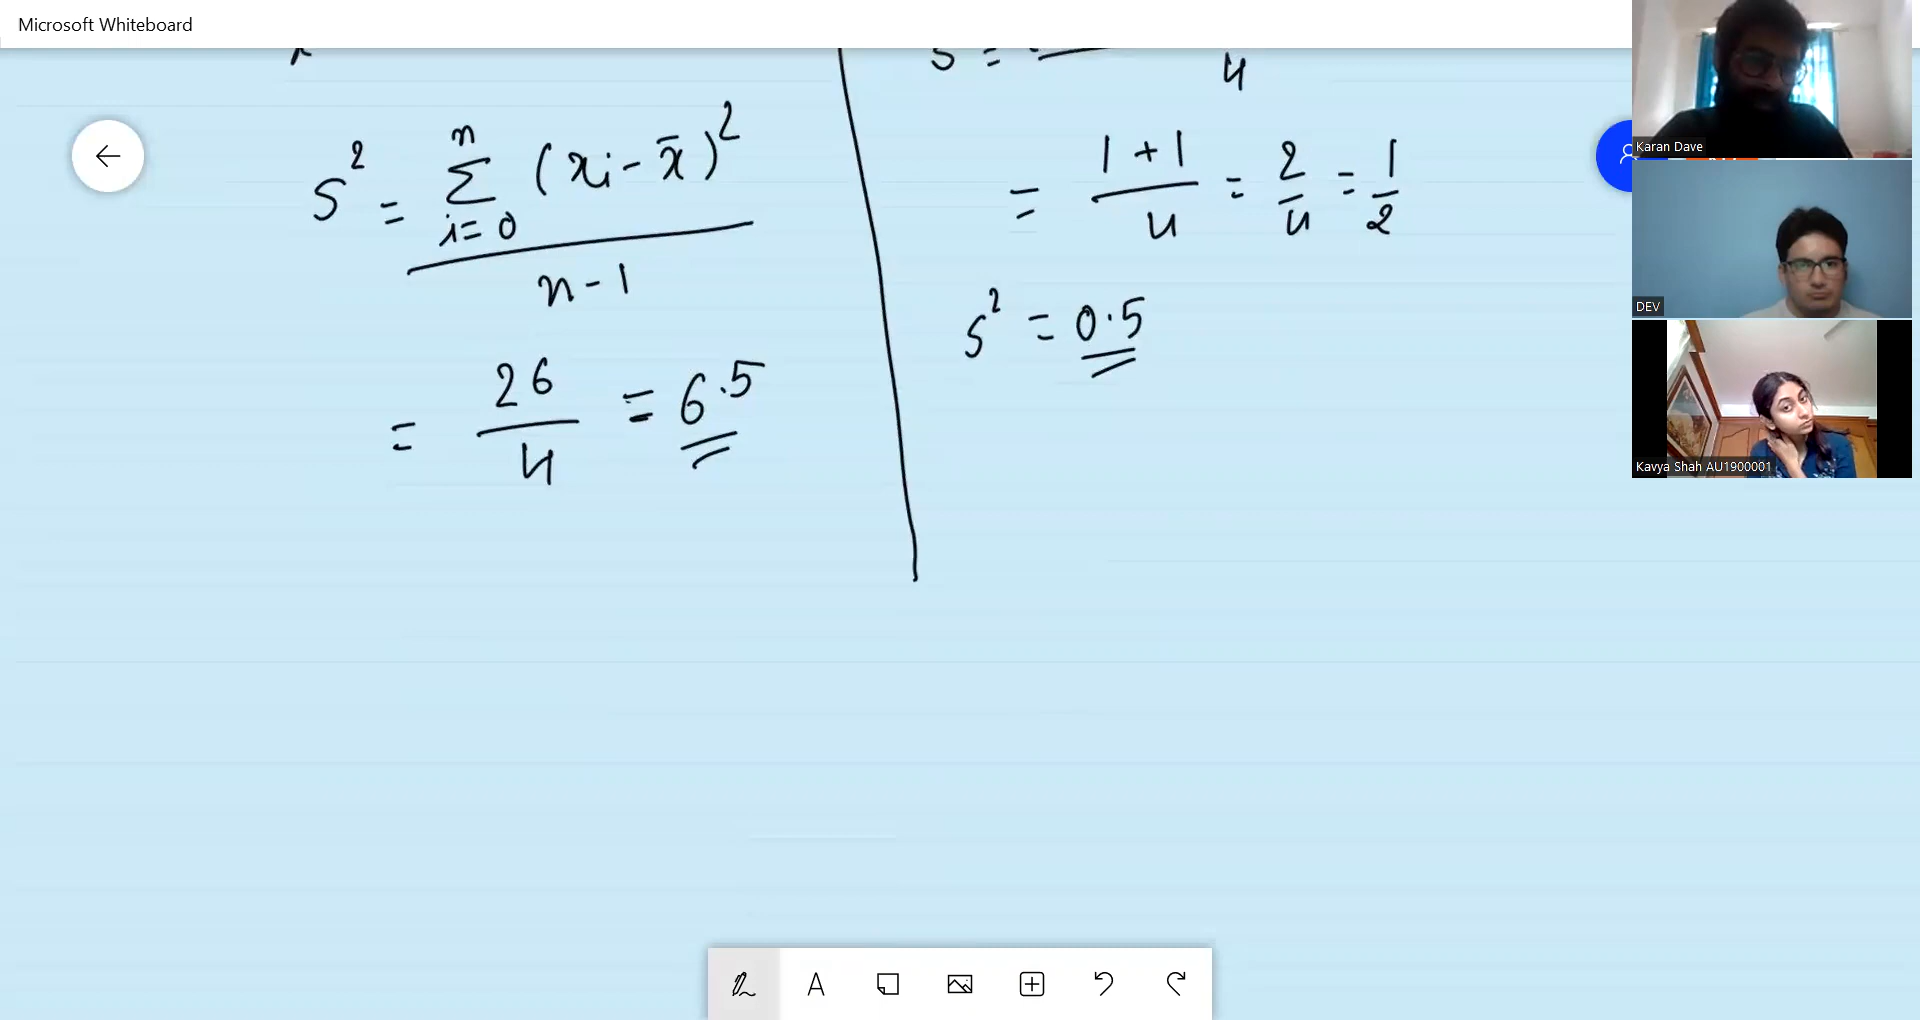 Microsoft Whiteboard
S² = Σ (xi - x̄)²
n
i = 0
n - 1
= 26 = 6.5
4
S =
4
= 1 + 1 = 2 = 1
4 4 2
S² = 0.5
Karan Dave
DEV
Kavya Shah AU1900001
A